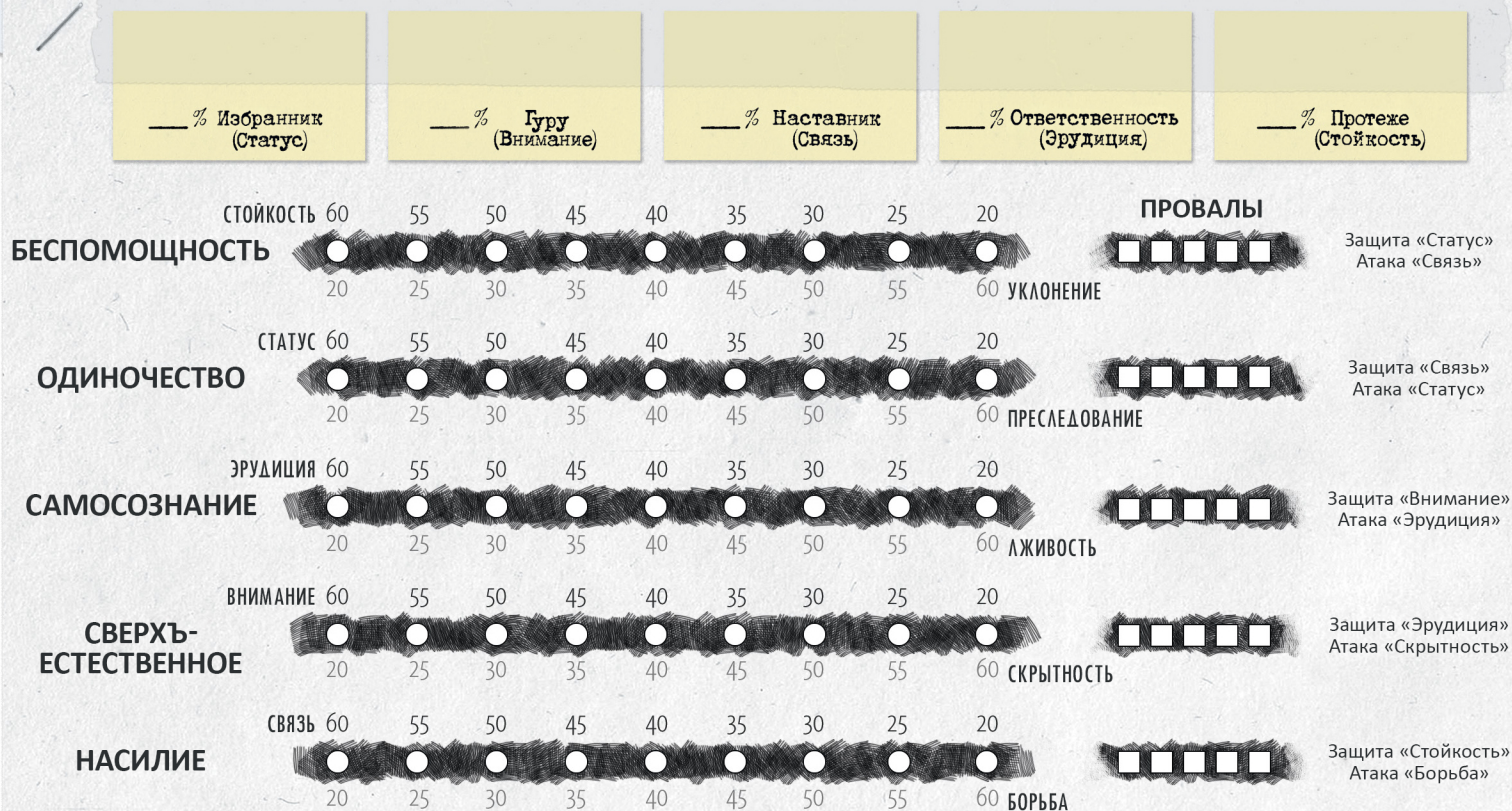 ___% Избранник
(Статус)
___% Гуру
(Внимание)
___% Наставник
(Связь)
___% Ответственность
(Эрудиция)
___% Протеже
(Стойкость)
СТОЙКОСТЬ 60 55 50 45 40 35 30 25 20
ПРОВАЛЫ
БЕСПОМОЩНОСТЬ
Защита «Статус»
Атака «Связь»
20 25 30 35 40 45 50 55 60 УКЛОНЕНИЕ
СТАТУС 60 55 50 45 40 35 30 25 20
ОДИНОЧЕСТВО
Защита «Связь»
Атака «Статус»
20 25 30 35 40 45 50 55 60 ПРЕСЛЕДОВАНИЕ
ЭРУДИЦИЯ 60 55 50 45 40 35 30 25 20
САМОСОЗНАНИЕ
Защита «Внимание»
Атака «Эрудиция»
20 25 30 35 40 45 50 55 60 ЛЖИВОСТЬ
ВНИМАНИЕ 60 55 50 45 40 35 30 25 20
СВЕРХЪ-
ЕСТЕСТВЕННОЕ
Защита «Эрудиция»
Атака «Скрытность»
20 25 30 35 40 45 50 55 60 СКРЫТНОСТЬ
СВЯЗЬ 60 55 50 45 40 35 30 25 20
НАСИЛИЕ
Защита «Стойкость»
Атака «Борьба»
20 25 30 35 40 45 50 55 60 БОРЬБА